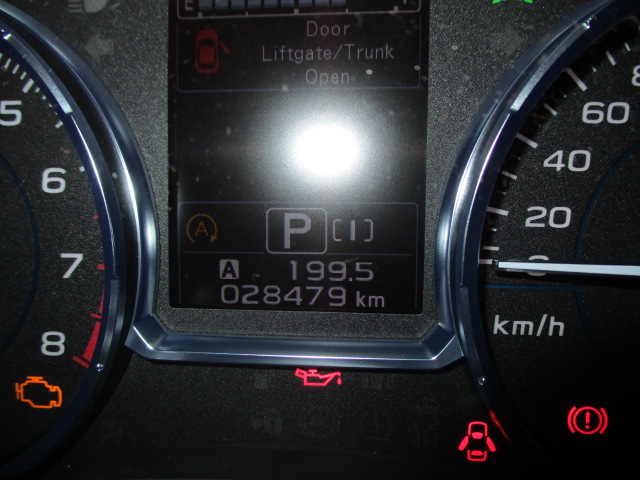 E
Door
Liftgate/Trunk
Open
5
6
7
8
60
40
20
0
km/h
A
P [I]
A 199.5
028479 km